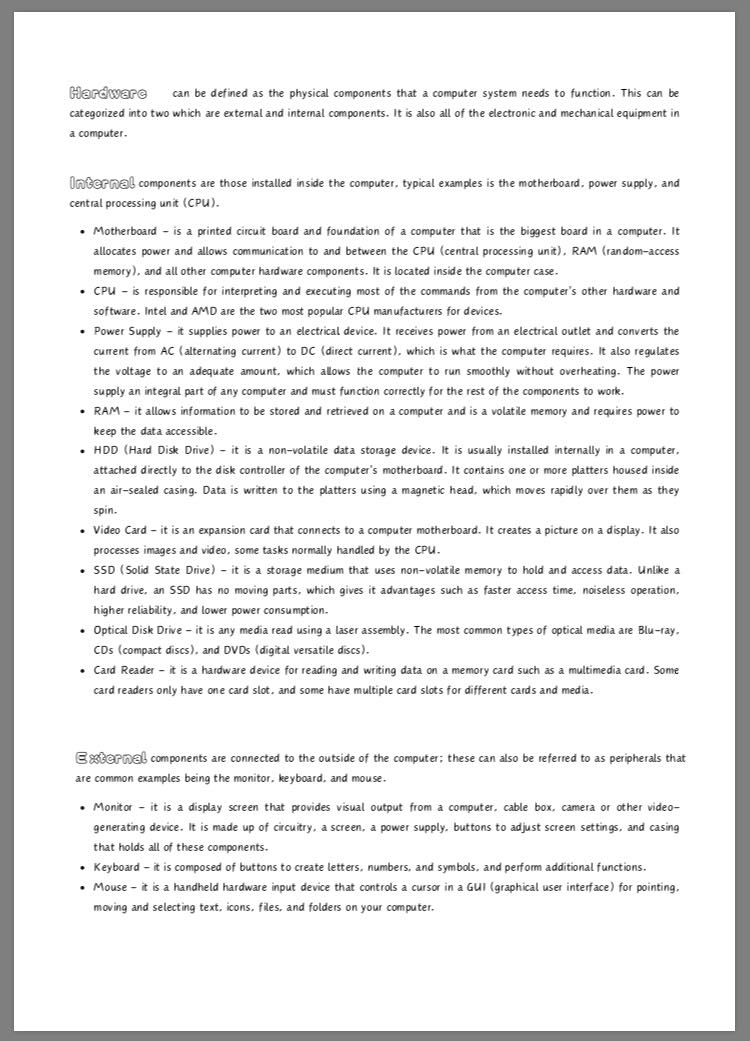 Hardware can be defined as the physical components that a computer system needs to function. This can be
categorized into two which are external and internal components. It is also all of the electronic and mechanical equipment in
a computer.
Internal components are those installed inside the computer, typical examples is the motherboard, power supply, and
central processing unit (CPU).
• Motherboard – is a printed circuit board and foundation of a computer that is the biggest board in a computer. It
allocates power and allows communication to and between the CPU (central processing unit), RAM (random-access
memory), and all other computer hardware components. It is located inside the computer case.
• CPU – is responsible for interpreting and executing most of the commands from the computer's other hardware and
software. Intel and AMD are the two most popular CPU manufacturers for devices.
• Power Supply – it supplies power to an electrical device. It receives power from an electrical outlet and converts the
current from AC (alternating current) to DC (direct current), which is what the computer requires. It also regulates
the voltage to an adequate amount, which allows the computer to run smoothly without overheating. The power
supply an integral part of any computer and must function correctly for the rest of the components to work.
• RAM – it allows information to be stored and retrieved on a computer and is a volatile memory and requires power to
keep the data accessible.
• HDD (Hard Disk Drive) – it is a non-volatile data storage device. It is usually installed internally in a computer,
attached directly to the disk controller of the computer's motherboard. It contains one or more platters housed inside
an air-sealed casing. Data is written to the platters using a magnetic head, which moves rapidly over them as they
spin.
• Video Card – it is an expansion card that connects to a computer motherboard. It creates a picture on a display. It also
processes images and video, some tasks normally handled by the CPU.
• SSD (Solid State Drive) – it is a storage medium that uses non-volatile memory to hold and access data. Unlike a
hard drive, an SSD has no moving parts, which gives it advantages such as faster access time, noiseless operation,
higher reliability, and lower power consumption.
• Optical Disk Drive – it is any media read using a laser assembly. The most common types of optical media are Blu-ray,
CDs (compact discs), and DVDs (digital versatile discs).
• Card Reader – it is a hardware device for reading and writing data on a memory card such as a multimedia card. Some
card readers only have one card slot, and some have multiple card slots for different cards and media.
External components are connected to the outside of the computer; these can also be referred to as peripherals that
are common examples being the monitor, keyboard, and mouse.
• Monitor – it is a display screen that provides visual output from a computer, cable box, camera or other video-
generating device. It is made up of circuitry, a screen, a power supply, buttons to adjust screen settings, and casing
that holds all of these components.
• Keyboard – it is composed of buttons to create letters, numbers, and symbols, and perform additional functions.
• Mouse – it is a handheld hardware input device that controls a cursor in a GUI (graphical user interface) for pointing,
moving and selecting text, icons, files, and folders on your computer.